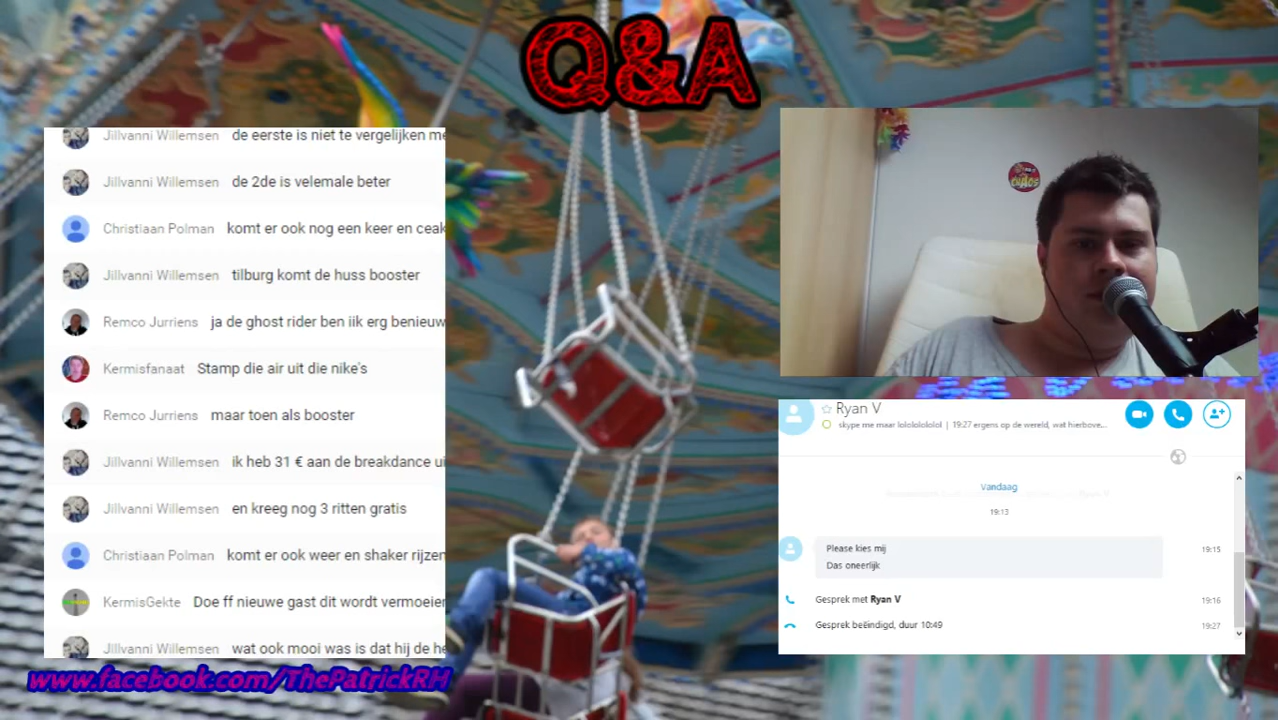 Q&A
Jillvanni Willemsen de eerste is niet te vergelijken me
Jillvanni Willemsen de 2de is velemale beter
Christiaan Polman komt er ook nog een keer en ceak
Jillvanni Willemsen tilburg komt de huss booster
Remco Jurriens ja de ghost rider ben iik erg benieuw
Kermisfanaat Stamp die air uit die nike's
Remco Jurriens maar toen als booster
Jillvanni Willemsen ik heb 31 € aan de breakdance ui
Jillvanni Willemsen en kreeg nog 3 ritten gratis
Christiaan Polman komt er ook weer en shaker rijzen
KermisGekte Doe ff nieuwe gast dit wordt vermoeier
Jillvanni Willemsen wat ook mooi was is dat hij de he
www.facebook.com/ThePatrickRH
CHAOS
Ryan V
skype me maar lolololololol | 19:27 ergens op de wereld, wat hierbove...
Vandaag
19:13
Please kies mij 19:15
Das oneerlijk
Gesprek met Ryan V 19:16
Gesprek beëindigd, duur 10:49 19:27